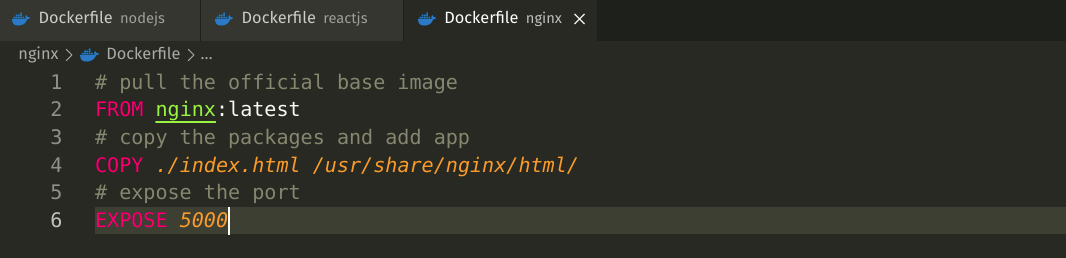 Dockerfile nodejs Dockerfile reactjs Dockerfile nginx ×
nginx > Dockerfile > ...
1 # pull the official base image
2 FROM nginx:latest
3 # copy the packages and add app
4 COPY ./index.html /usr/share/nginx/html/
5 # expose the port
6 EXPOSE 5000